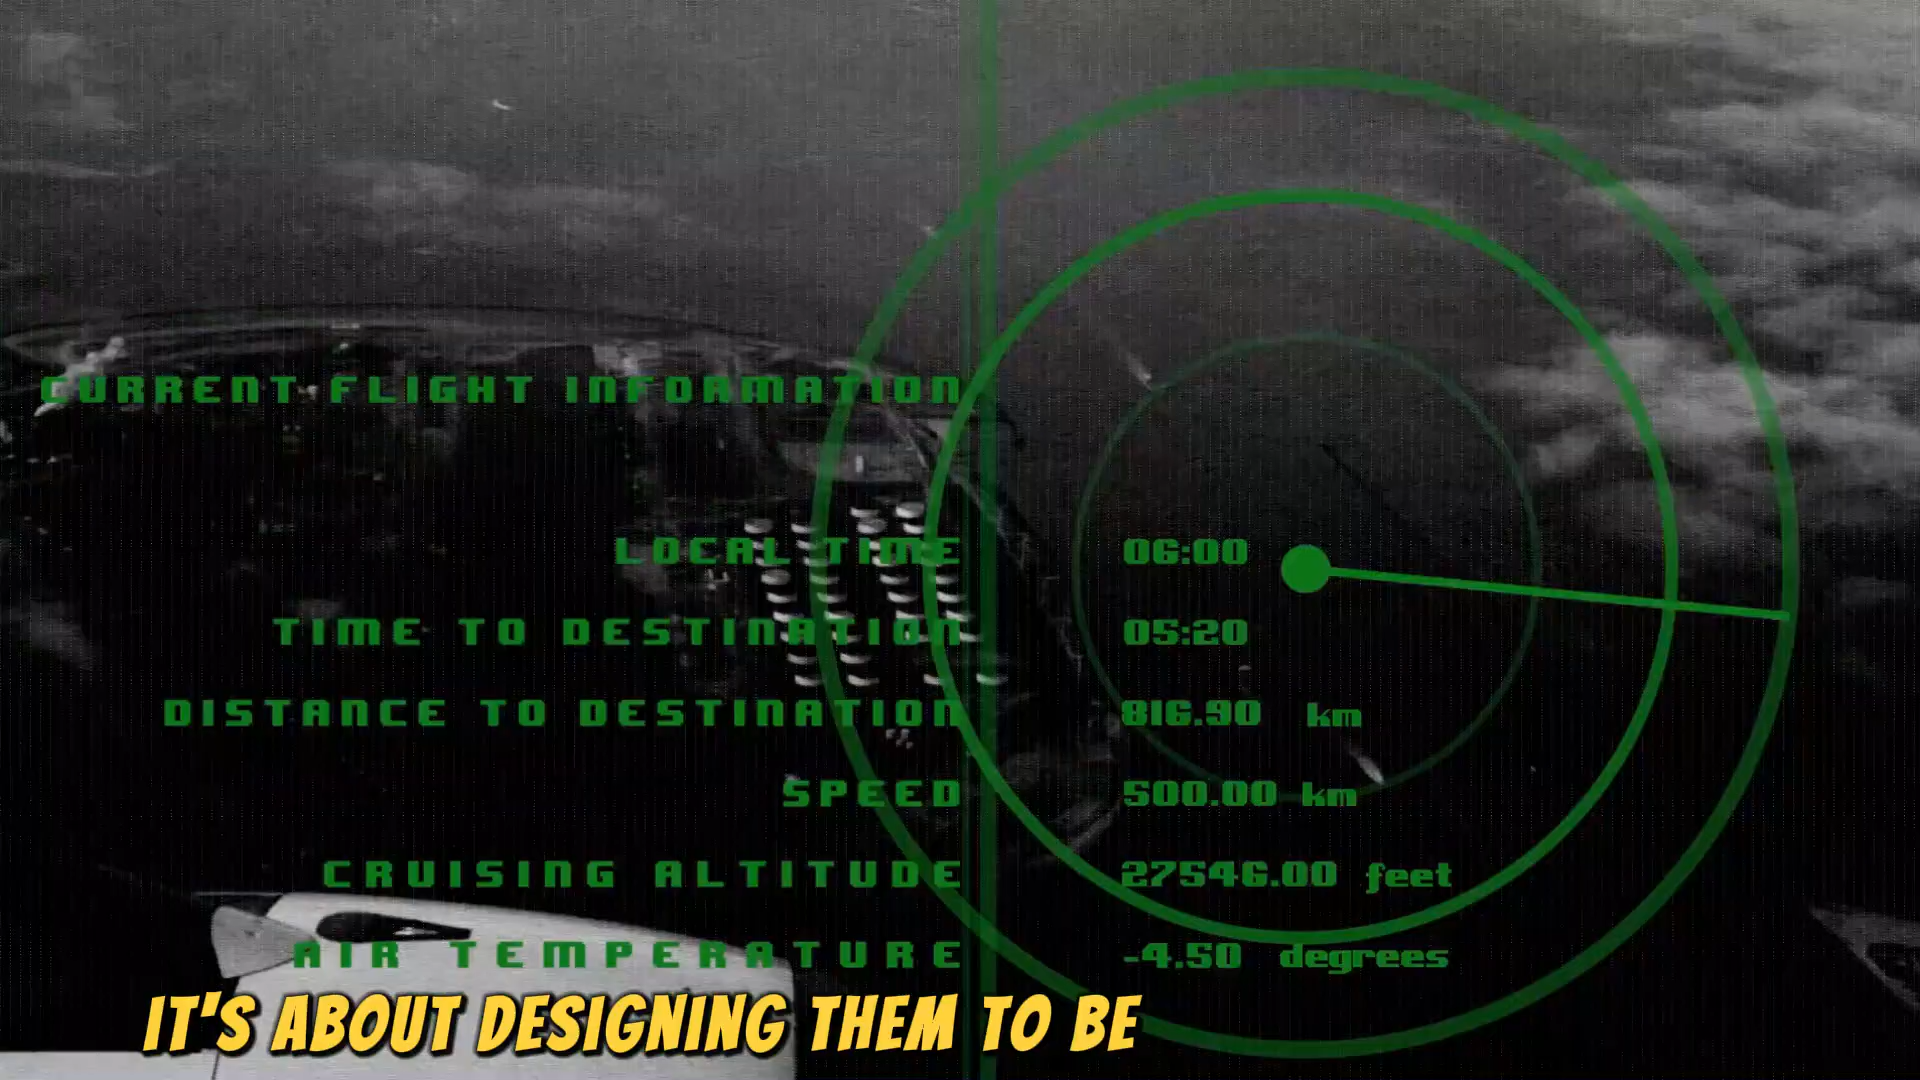 CURRENT FLIGHT INFORMATION
LOCAL TIME 06:00
TIME TO DESTINATION 05:20
DISTANCE TO DESTINATION 816.90 km
SPEED 500.00 km
CRUISING ALTITUDE 27546.00 feet
AIR TEMPERATURE -4.50 degrees
IT'S ABOUT DESIGNING THEM TO BE